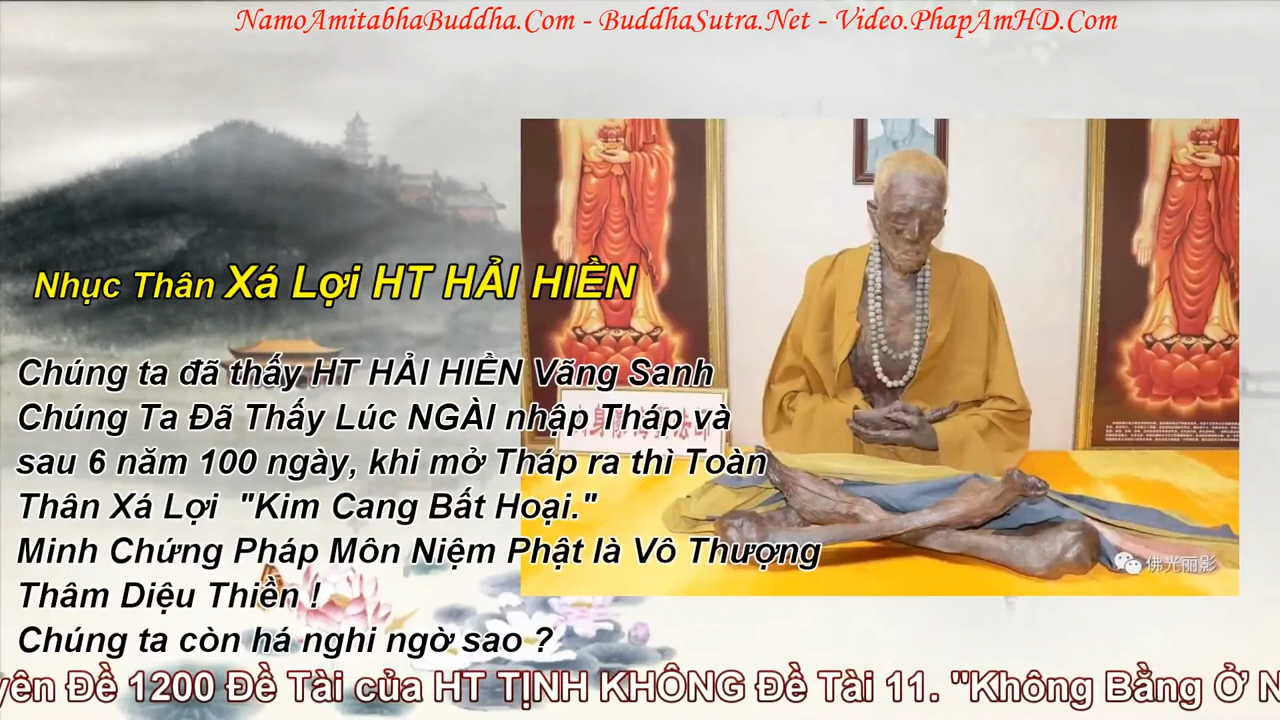 NamoAmitabhaBuddha.Com - BuddhaSutra.Net - Video.PhapAmHD.Com
Nhục Thân Xá Lợi HT HẢI HIỀN
Chúng ta đã thấy HT HẢI HIỀN Vãng Sanh
Chúng Ta Đã Thấy Lúc NGÀI nhập Tháp và
sau 6 năm 100 ngày, khi mở Tháp ra thì Toàn
Thân Xá Lợi "Kim Cang Bất Hoại."
Minh Chứng Pháp Môn Niệm Phật là Vô Thượng
Thâm Diệu Thiền !
Chúng ta còn há nghi ngờ sao ?
佛光丽影
yên Đề 1200 Đề Tài của HT TỊNH KHÔNG Đề Tài 11. "Không Bằng Ở N